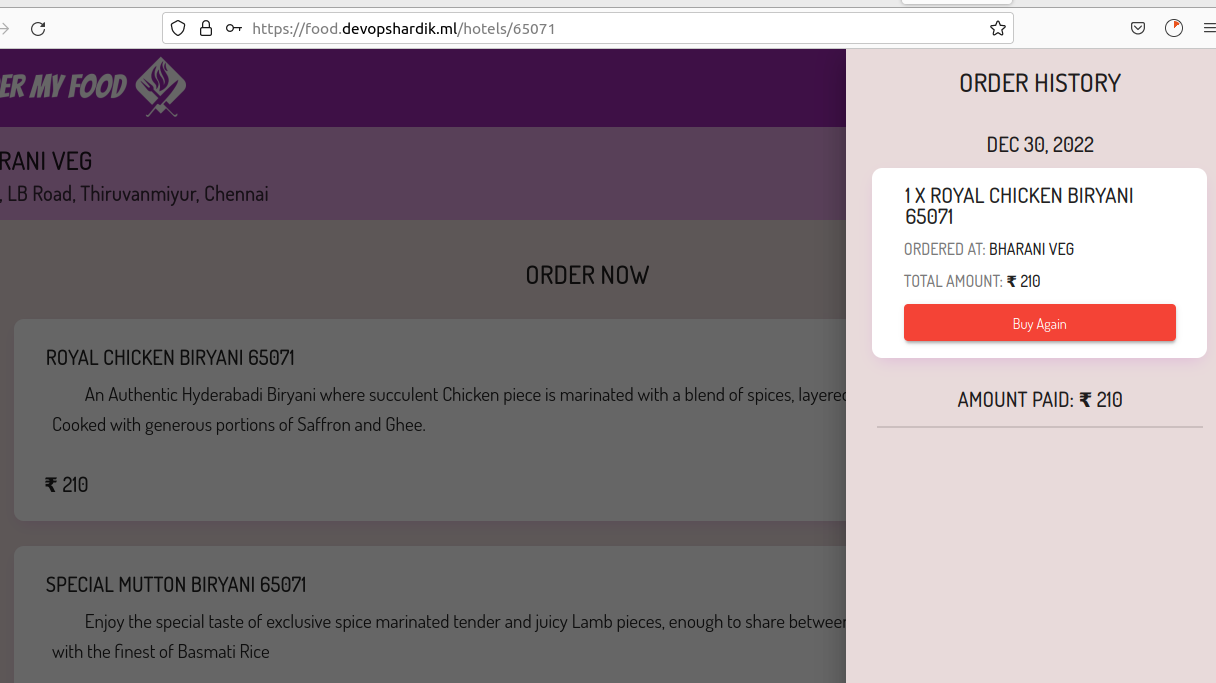 https://food.devopshardik.ml/hotels/65071
ER MY FOOD
RANI VEG
, LB Road, Thiruvanmiyur, Chennai
ORDER NOW
ROYAL CHICKEN BIRYANI 65071
An Authentic Hyderabadi Biryani where succulent Chicken piece is marinated with a blend of spices, layered
Cooked with generous portions of Saffron and Ghee.
₹ 210
SPECIAL MUTTON BIRYANI 65071
Enjoy the special taste of exclusive spice marinated tender and juicy Lamb pieces, enough to share between
with the finest of Basmati Rice
ORDER HISTORY
DEC 30, 2022
1 X ROYAL CHICKEN BIRYANI
65071
ORDERED AT: BHARANI VEG
TOTAL AMOUNT: ₹ 210
Buy Again
AMOUNT PAID: ₹ 210